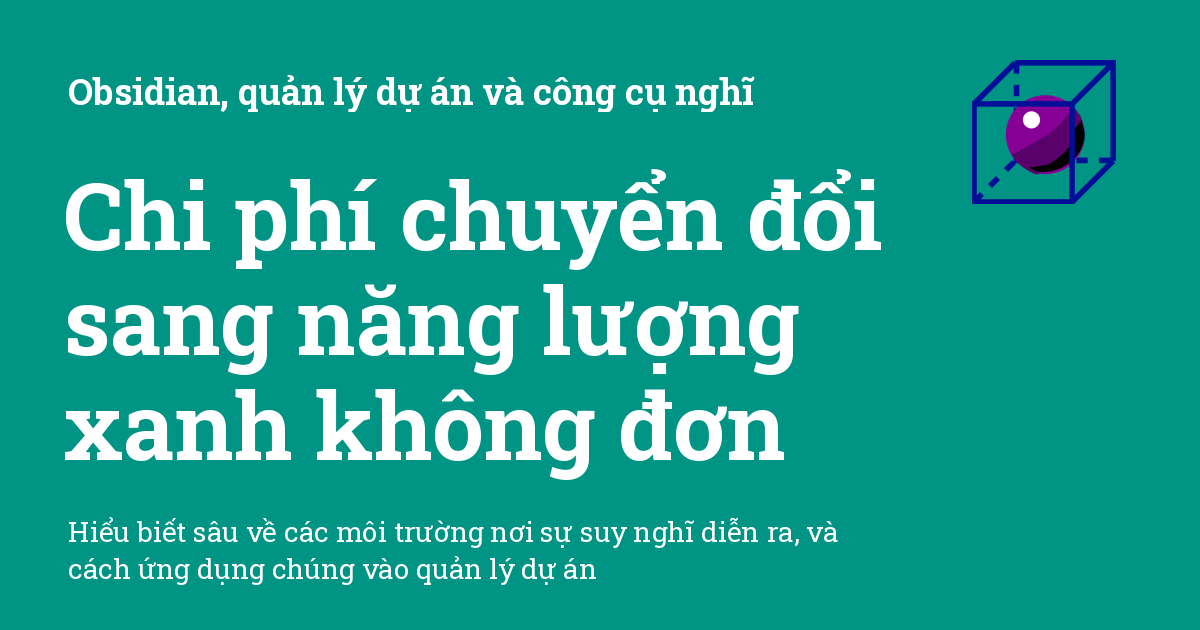 Obsidian, quản lý dự án và công cụ nghĩ
Chi phí chuyển đổi
sang năng lượng
xanh không đơn
Hiểu biết sâu về các môi trường nơi sự suy nghĩ diễn ra, và
cách ứng dụng chúng vào quản lý dự án